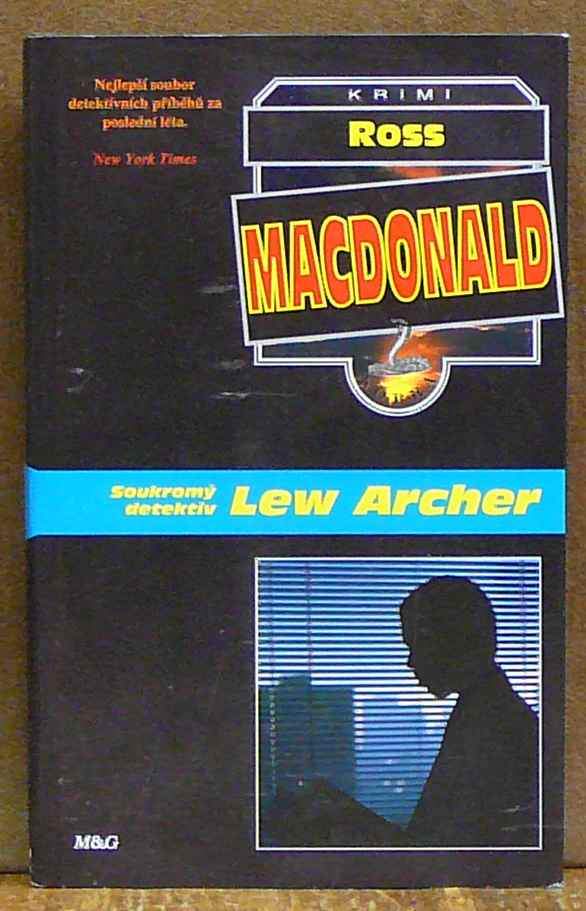 Nejlepší soubor
detektivních příběhů za
poslední léta.
New York Times
KRIMI
Ross
MACDONALD
Soukromý
detektiv
Lew Archer
M&G